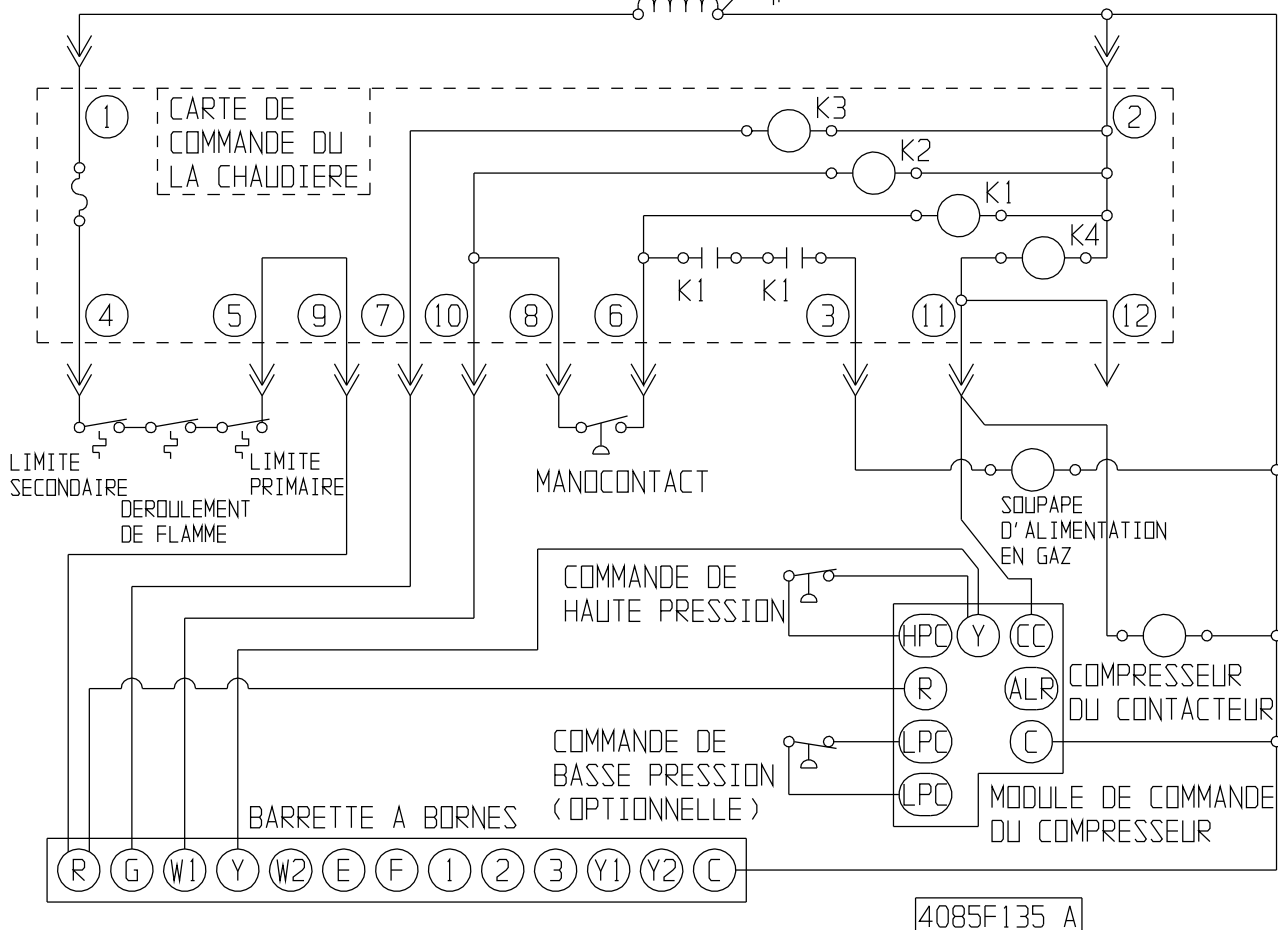 1
CARTE DE
COMMANDE DU
LA CHAUDIERE
K3
2
K2
K1
K4
K1
K1
4
5
9
7
10
8
6
3
11
12
LIMITE
SECONDAIRE
DEROULEMENT
DE FLAMME
LIMITE
PRIMAIRE
MANOCONTACT
SOUPAPE
D'ALIMENTATION
EN GAZ
COMMANDE DE
HAUTE PRESSION
HPC
Y
CC
R
ALR
COMPRESSEUR
DU CONTACTEUR
COMMANDE DE
BASSE PRESSION
(OPTIONNELLE)
LPC
C
LPC
MODULE DE COMMANDE
DU COMPRESSEUR
BARRETTE A BORNES
R G W1 Y W2 E F 1 2 3 Y1 Y2 C
4085F135 A